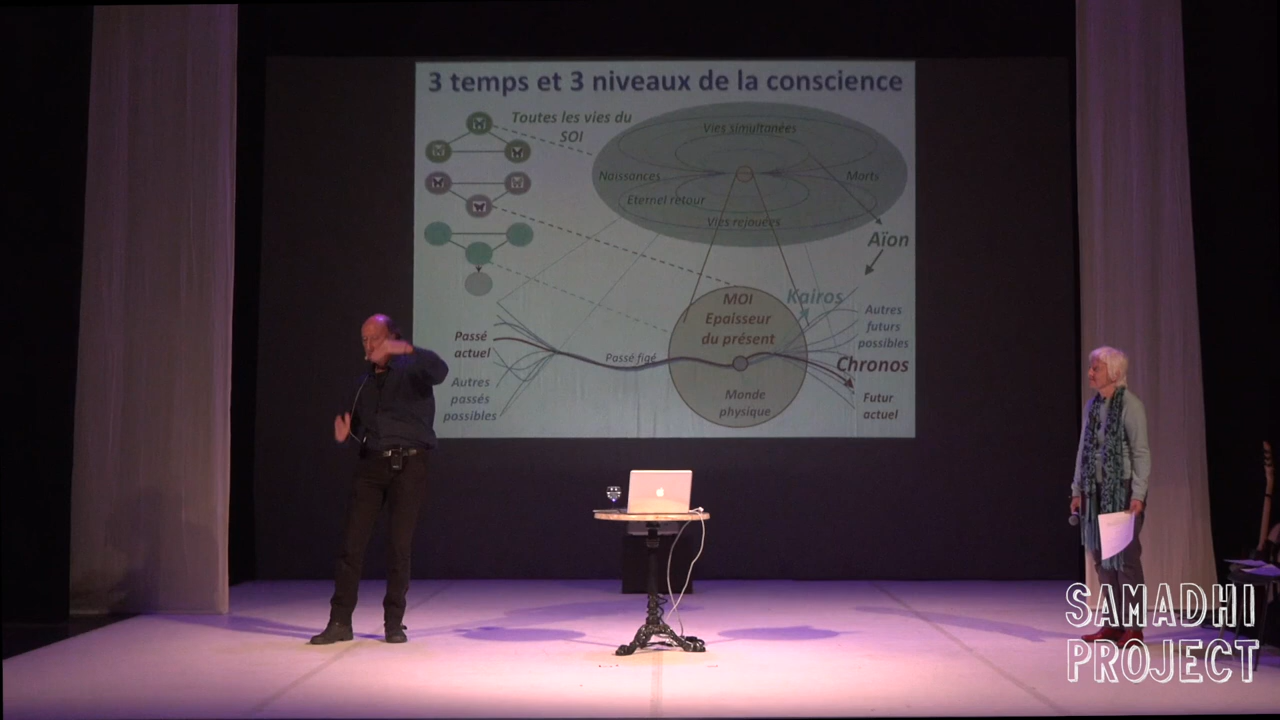 3 temps et 3 niveaux de la conscience
Toutes les vies du
SOI
Vies simultanées
Naissances
Morts
Eternel retour
Vies rejouées
Aïon
MOI
Epaisseur
du présent
Kairos
Autres
futurs
possibles
Passé
actuel
Passé figé
Chronos
Autres
passés
possibles
Monde
physique
Futur
actuel
SAMADHI
PROJECT